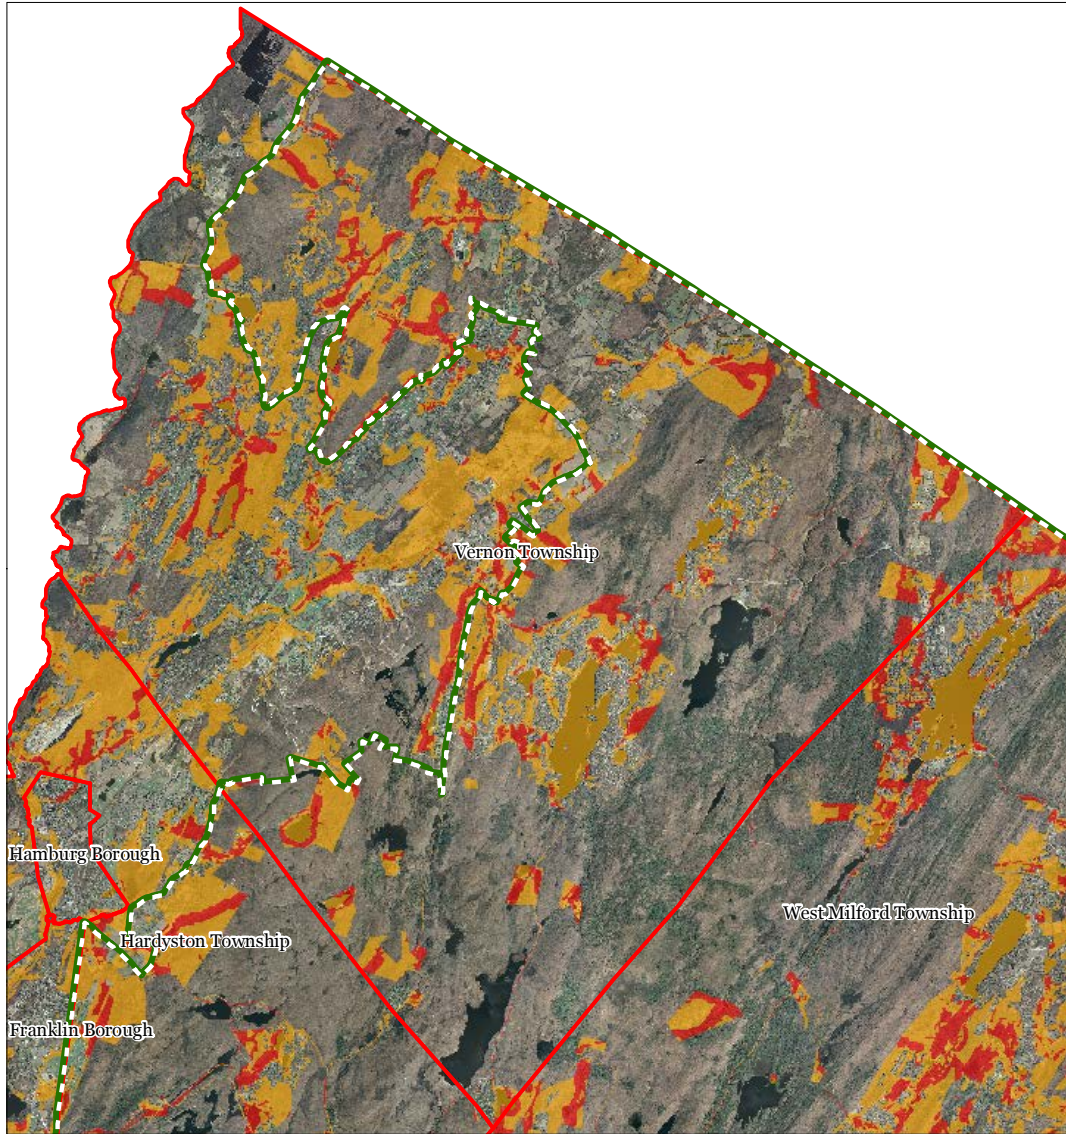 Vernon Township
Hamburg Borough
West Milford Township
Hardyston Township
Franklin Borough